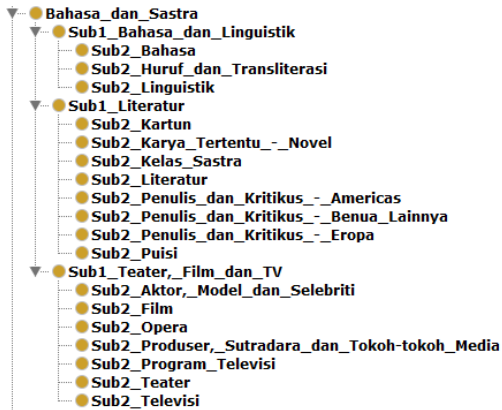 Bahasa_dan_Sastra
Sub1_Bahasa_dan_Linguistik
Sub2_Bahasa
Sub2_Huruf_dan_Transliterasi
Sub2_Linguistik
Sub1_Literatur
Sub2_Kartun
Sub2_Karya_Tertentu_-_Novel
Sub2_Kelas_Sastra
Sub2_Literatur
Sub2_Penulis_dan_Kritikus_-_Americas
Sub2_Penulis_dan_Kritikus_-_Benua_Lainnya
Sub2_Penulis_dan_Kritikus_-_Eropa
Sub2_Puisi
Sub1_Teater,_Film_dan_TV
Sub2_Aktor,_Model_dan_Selebriti
Sub2_Film
Sub2_Opera
Sub2_Produser,_Sutradara_dan_Tokoh-tokoh_Media
Sub2_Program_Televisi
Sub2_Teater
Sub2_Televisi